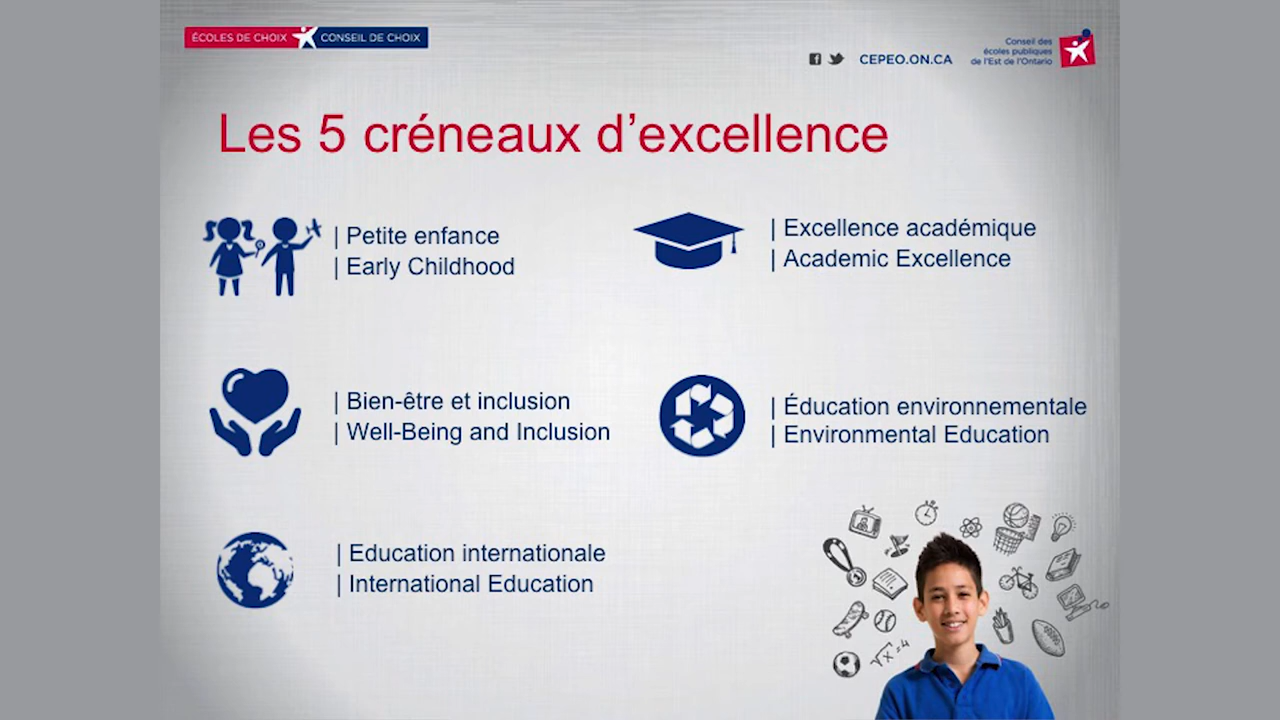 ÉCOLES DE CHOIX CONSEIL DE CHOIX
CEPEO.ON.CA
Conseil des
écoles publiques
de l'Est de l'Ontario
Les 5 créneaux d’excellence
| Petite enfance
| Early Childhood
| Excellence académique
| Academic Excellence
| Bien-être et inclusion
| Well-Being and Inclusion
| Éducation environnementale
| Environmental Education
| Education internationale
| International Education
√x=4